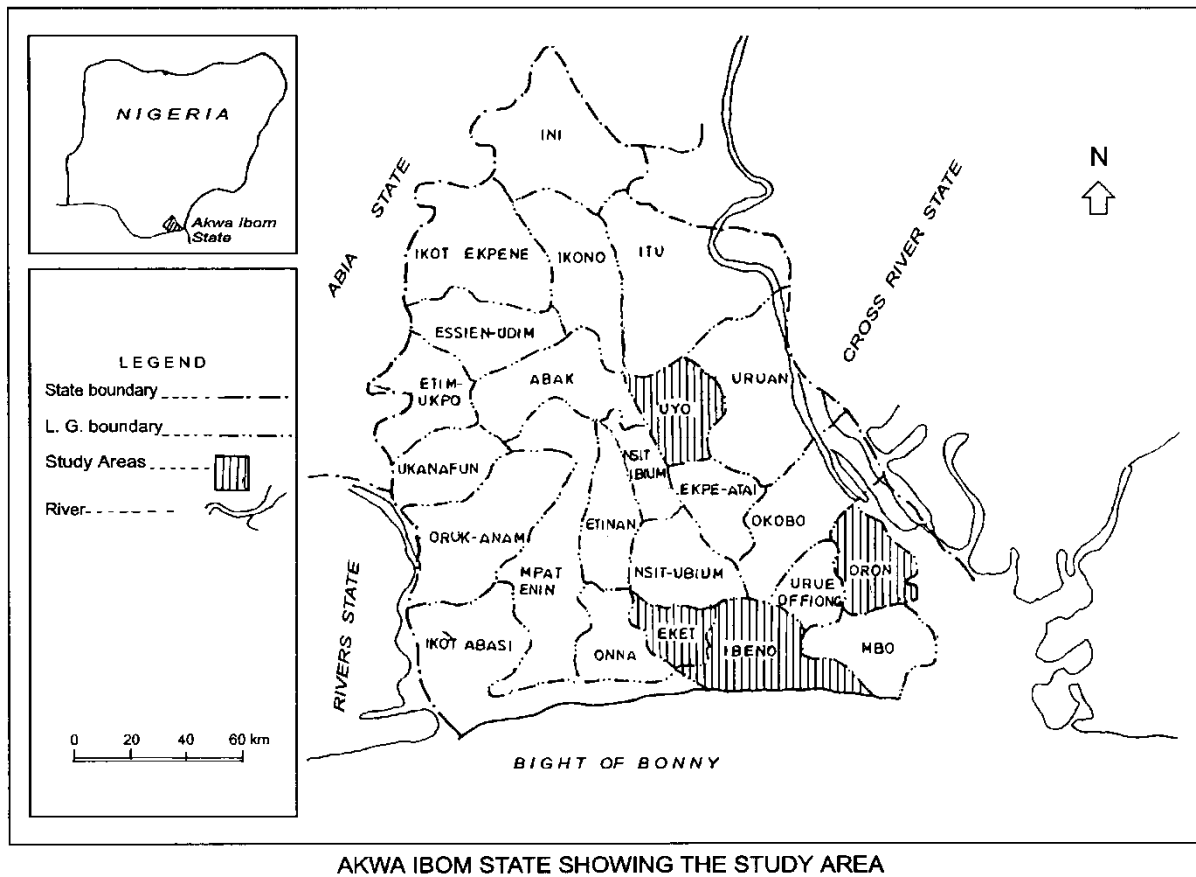 NIGERIA
Akwa Ibom
State
LEGEND
State boundary
L. G. boundary
Study Areas
River
0 20 40 60 km
N
ABIA STATE
CROSS RIVER STATE
RIVERS STATE
INI
IKOT EKPENE
IKONO
ITU
ESSIEN-UDIM
ETIM-
UKPO
ABAK
UYO
URUAN
UKANAFUN
NSIT
IBIUM
EKPE-ATAI
ORUK-ANAM
ETINAN
OKOBO
MPAT
ENIN
NSIT-UBIUM
URUE
OFFIONG
ORON
IKOT ABASI
ONNA
EKET
IBENO
MBO
BIGHT OF BONNY
AKWA IBOM STATE SHOWING THE STUDY AREA